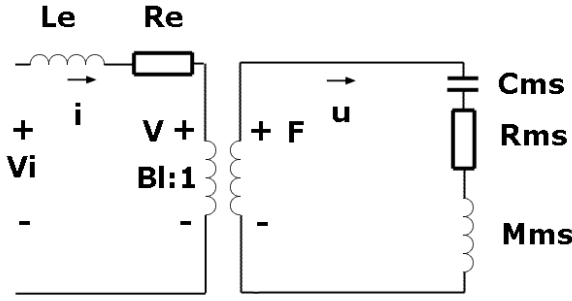 Le Re
i u Cms
+ V + + F Rms
Vi Bl:1
- - - Mms